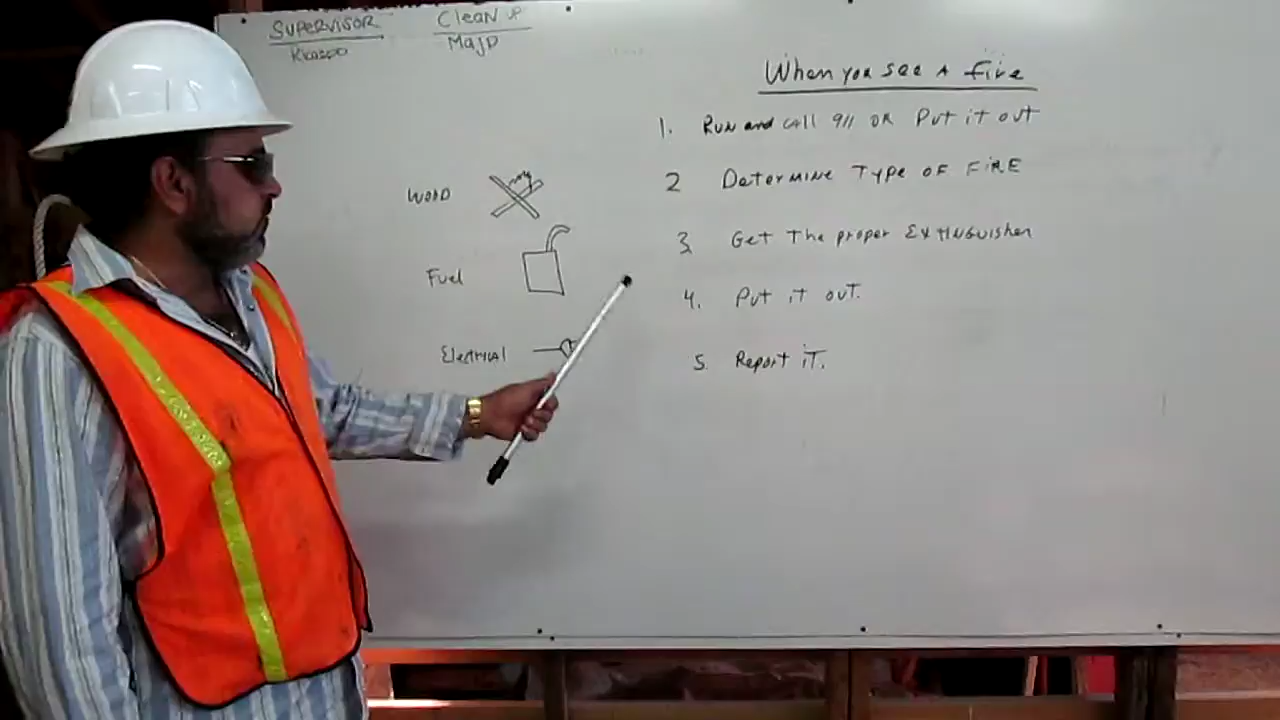 SUPERVISOR
Clean UP
MAJD
When you see A fire
1. Run and call 911 OR Put it out
2 Determine Type OF FiRE
3. Get The proper ExTINGuisher
4. Put it out.
5. Report iT.
WOOD
Fuel
Electrical